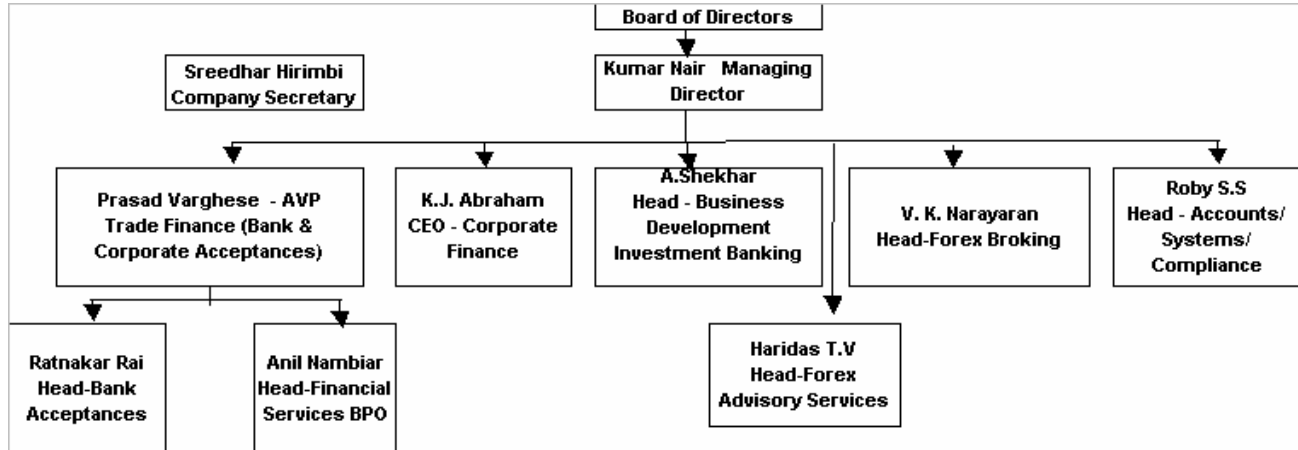 Board of Directors
Sreedhar Hirimbi
Company Secretary
Kumar Nair Managing
Director
Prasad Varghese - AVP
Trade Finance (Bank &
Corporate Acceptances)
K.J. Abraham
CEO - Corporate
Finance
A.Shekhar
Head - Business
Development
Investment Banking
V. K. Narayaran
Head-Forex Broking
Roby S.S
Head - Accounts/
Systems/
Compliance
Ratnakar Rai
Head-Bank
Acceptances
Anil Nambiar
Head-Financial
Services BPO
Haridas T.V
Head-Forex
Advisory Services